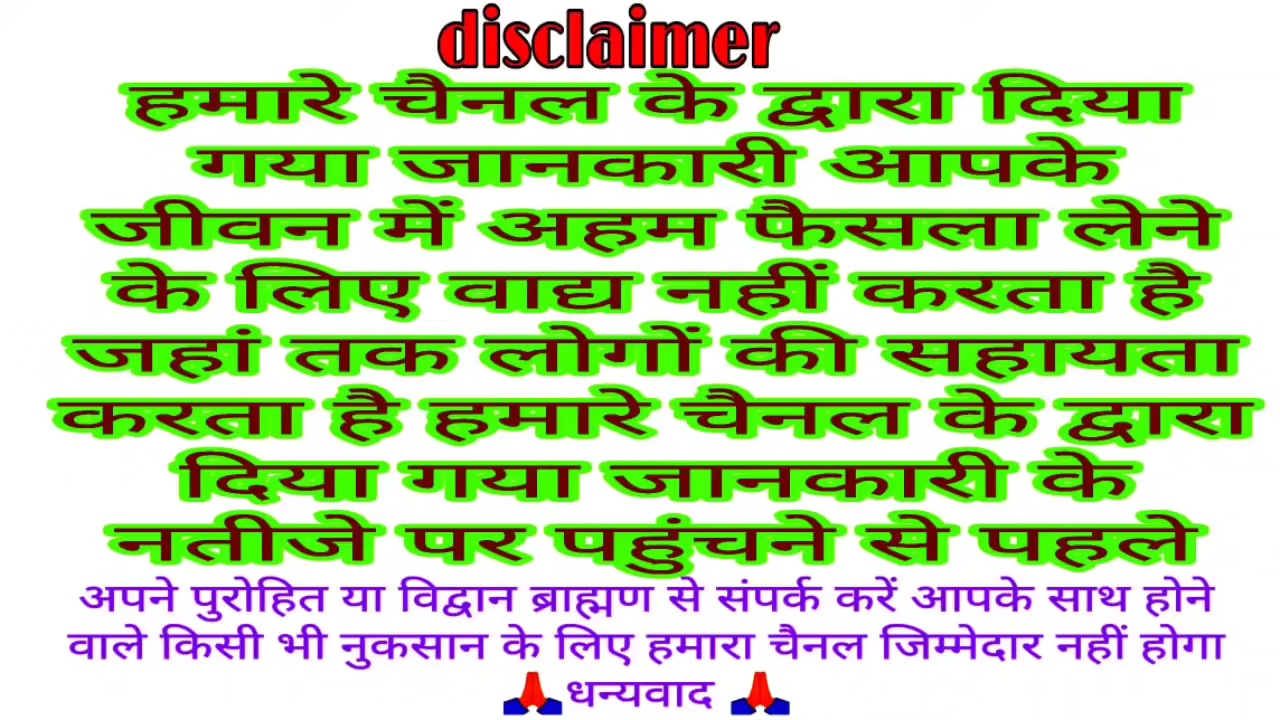 disclaimer
हमारे चैनल के द्वारा दिया
गया जानकारी आपके
जीवन में अहम फैसला लेने
के लिए वाद्य नहीं करता है
जहां तक लोगों की सहायता
करता है हमारे चैनल के द्वारा
दिया गया जानकारी के
नतीजे पर पहुंचने से पहले
अपने पुरोहित या विद्वान ब्राह्मण से संपर्क करें आपके साथ होने
वाले किसी भी नुकसान के लिए हमारा चैनल जिम्मेदार नहीं होगा
🙏धन्यवाद 🙏